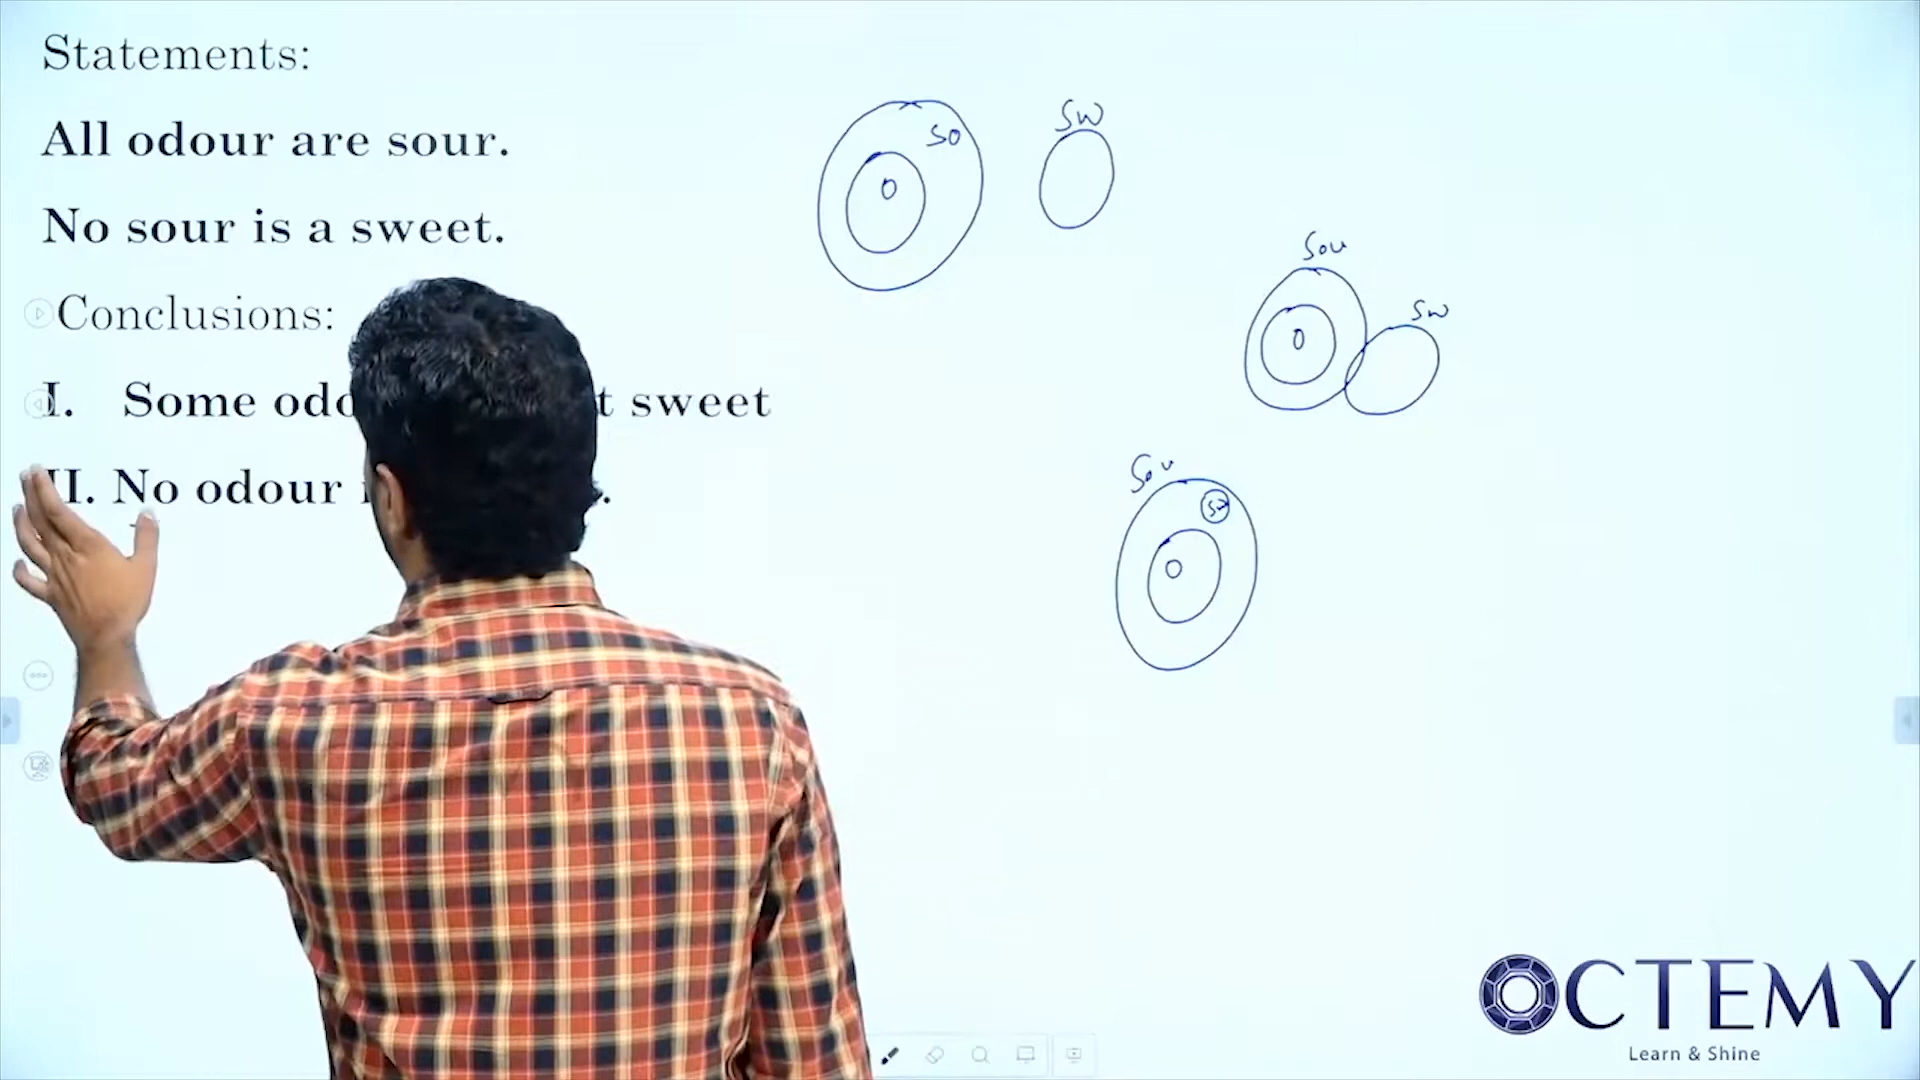 Statements:
All odour are sour.
No sour is a sweet.
Conclusions:
I. Some sweet
II. No odour
SO
O
SW
Sou
O
SW
Sou
SW
O
OCTEMY
Learn & Shine